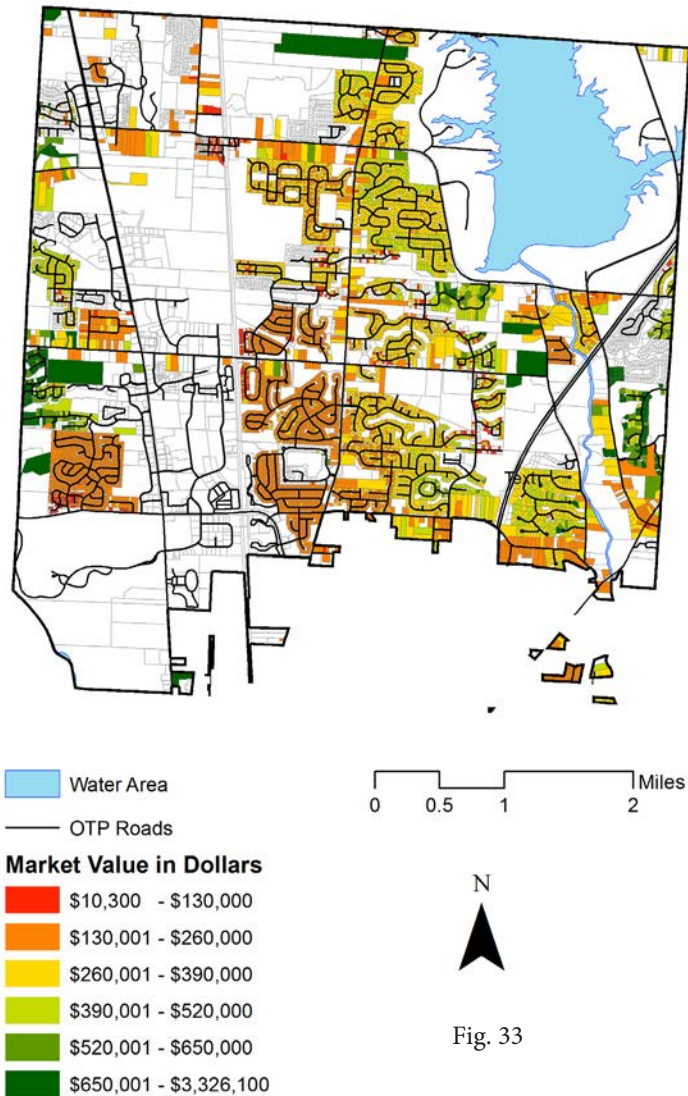 Text
Water Area
OTP Roads
Market Value in Dollars
$10,300 - $130,000
$130,001 - $260,000
$260,001 - $390,000
$390,001 - $520,000
$520,001 - $650,000
$650,001 - $3,326,100
Miles
0 0.5 1 2
N
Fig. 33